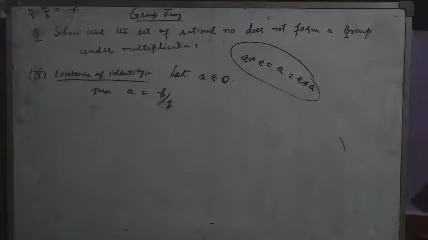 Group Theory
Q Show that the set of rational no does not form a Group
under multiplication.
(III) Existence of identity:- Let a ∈ Q.
a * e = a = e * a
Then a = p/q